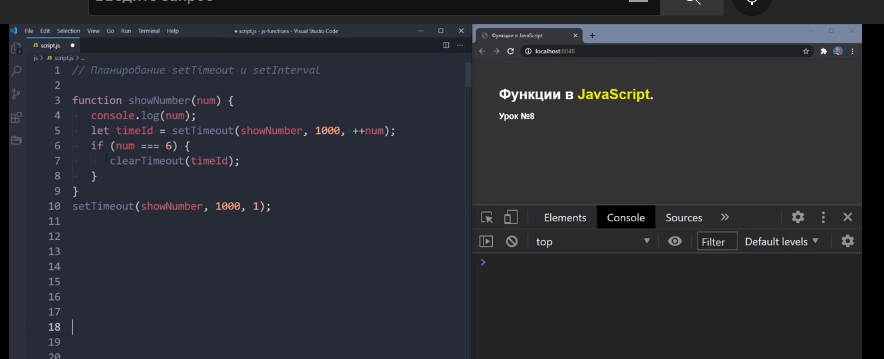 File Edit Selection View Go Run Terminal Help
● script.js - js-functions - Visual Studio Code
JS script.js ●
js > JS script.js > ...
1 // Планирование setTimeout и setInterval
2
3 function showNumber(num) {
4 console.log(num);
5 let timeId = setTimeout(showNumber, 1000, ++num);
6 if (num === 6) {
7 clearTimeout(timeId);
8 }
9 }
10 setTimeout(showNumber, 1000, 1);
11
12
13
14
15
16
17
18
19
20
Функции в JavaScript
localhost:8048
Функции в JavaScript.
Урок №8
Elements Console Sources »
top Filter Default levels